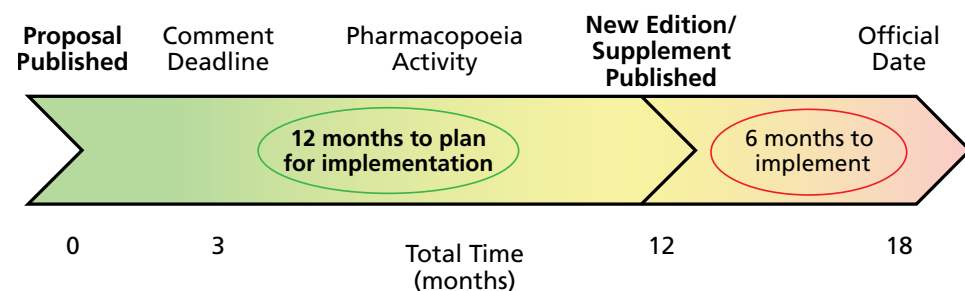 Proposal
Published
Comment
Deadline
Pharmacopoeia
Activity
New Edition/
Supplement
Published
Official
Date
12 months to plan
for implementation
6 months to
implement
0
3
Total Time
(months)
12
18